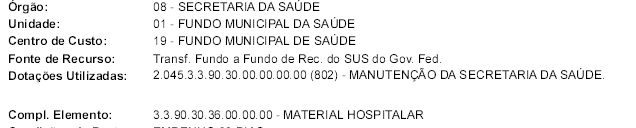 Órgão: 08 - SECRETARIA DA SAÚDE
Unidade: 01 - FUNDO MUNICIPAL DA SAÚDE
Centro de Custo: 19 - FUNDO MUNICIPAL DE SAÚDE
Fonte de Recurso: Transf. Fundo a Fundo de Rec. do SUS do Gov. Fed.
Dotações Utilizadas: 2.045.3.3.90.30.00.00.00.00 (802) - MANUTENÇÃO DA SECRETARIA DA SAÚDE.
Compl. Elemento: 3.3.90.30.36.00.00.00 - MATERIAL HOSPITALAR